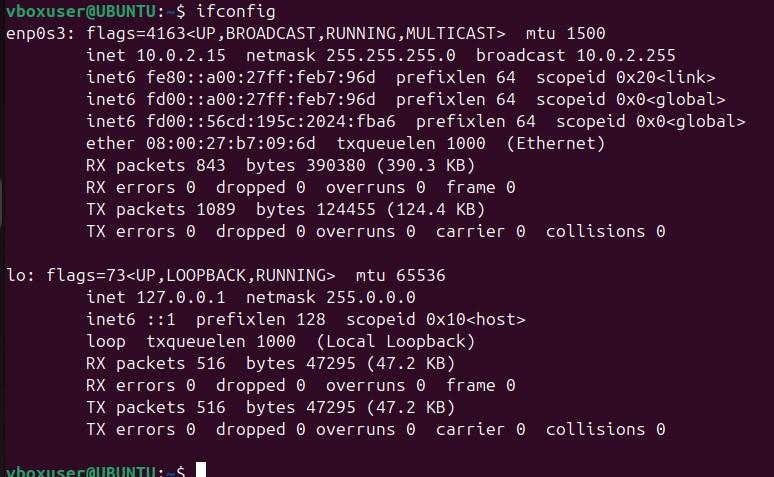 vboxuser@UBUNTU:~$ ifconfig
enp0s3: flags=4163<UP,BROADCAST,RUNNING,MULTICAST>  mtu 1500
        inet 10.0.2.15  netmask 255.255.255.0  broadcast 10.0.2.255
        inet6 fe80::a00:27ff:feb7:96d  prefixlen 64  scopeid 0x20<link>
        inet6 fd00::a00:27ff:feb7:96d  prefixlen 64  scopeid 0x0<global>
        inet6 fd00::56cd:195c:2024:fba6  prefixlen 64  scopeid 0x0<global>
        ether 08:00:27:b7:09:6d  txqueuelen 1000  (Ethernet)
        RX packets 843  bytes 390380 (390.3 KB)
        RX errors 0  dropped 0  overruns 0  frame 0
        TX packets 1089  bytes 124455 (124.4 KB)
        TX errors 0  dropped 0 overruns 0  carrier 0  collisions 0

lo: flags=73<UP,LOOPBACK,RUNNING>  mtu 65536
        inet 127.0.0.1  netmask 255.0.0.0
        inet6 ::1  prefixlen 128  scopeid 0x10<host>
        loop  txqueuelen 1000  (Local Loopback)
        RX packets 516  bytes 47295 (47.2 KB)
        RX errors 0  dropped 0  overruns 0  frame 0
        TX packets 516  bytes 47295 (47.2 KB)
        TX errors 0  dropped 0 overruns 0  carrier 0  collisions 0

vboxuser@UBUNTU:~$